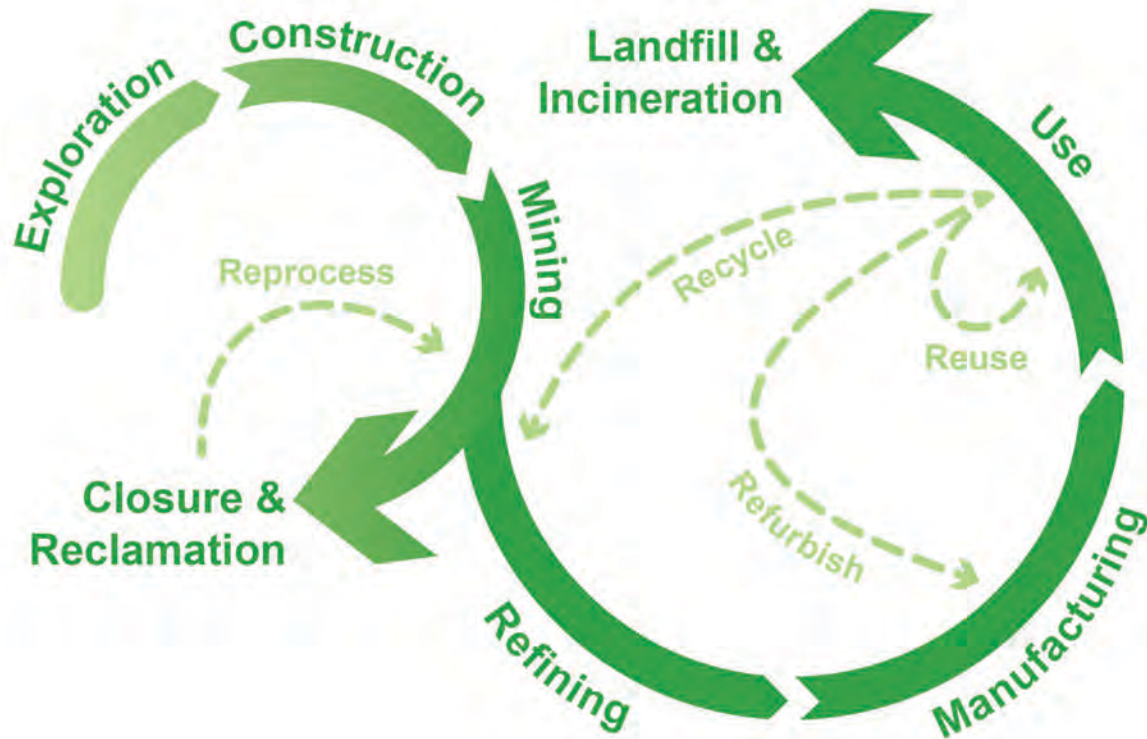 Exploration
Construction
Mining
Reprocess
Closure &
Reclamation
Landfill &
Incineration
Use
Recycle
Reuse
Refurbish
Refining
Manufacturing